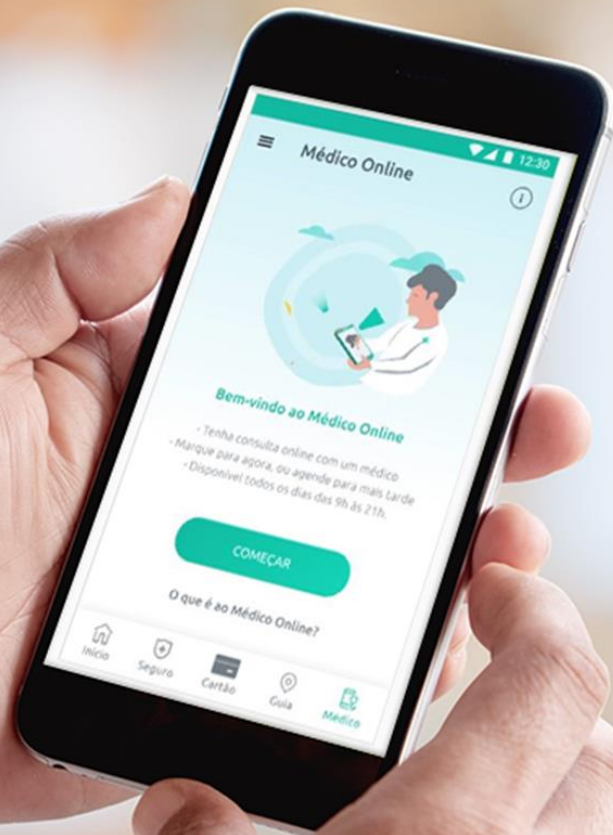 12:30
Médico Online
Bem-vindo ao Médico Online
- Tenha consulta online com um médico
- Marque para agora, ou agende para mais tarde
- Disponível todos os dias das 9h às 21h.
COMEÇAR
O que é ao Médico Online?
Início Seguro Cartão Guia Médico